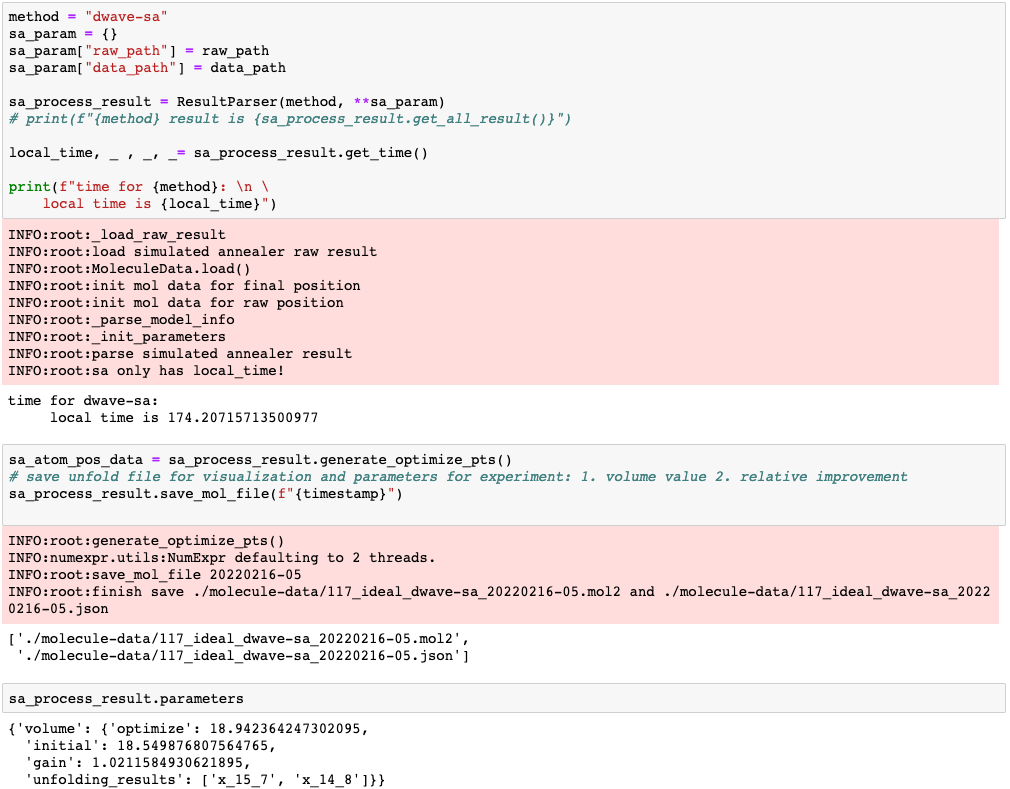 method = "dwave-sa"
sa_param = {}
sa_param["raw_path"] = raw_path
sa_param["data_path"] = data_path
sa_process_result = ResultParser(method, **sa_param)
# print(f"{method} result is {sa_process_result.get_all_result()}")
local_time, _ , _, _= sa_process_result.get_time()
print(f"time for {method}: \n \
    local time is {local_time}")
INFO:root:_load_raw_result
INFO:root:load simulated annealer raw result
INFO:root:MoleculeData.load()
INFO:root:init mol data for final position
INFO:root:init mol data for raw position
INFO:root:_parse_model_info
INFO:root:_init_parameters
INFO:root:parse simulated annealer result
INFO:root:sa only has local_time!
time for dwave-sa:
     local time is 174.20715713500977
sa_atom_pos_data = sa_process_result.generate_optimize_pts()
# save unfold file for visualization and parameters for experiment: 1. volume value 2. relative improvement
sa_process_result.save_mol_file(f"{timestamp}")
INFO:root:generate_optimize_pts()
INFO:numexpr.utils:NumExpr defaulting to 2 threads.
INFO:root:save_mol_file 20220216-05
INFO:root:finish save ./molecule-data/117_ideal_dwave-sa_20220216-05.mol2 and ./molecule-data/117_ideal_dwave-sa_2022
0216-05.json
['./molecule-data/117_ideal_dwave-sa_20220216-05.mol2',
 './molecule-data/117_ideal_dwave-sa_20220216-05.json']
sa_process_result.parameters
{'volume': {'optimize': 18.942364247302095,
  'initial': 18.549876807564765,
  'gain': 1.0211584930621895,
  'unfolding_results': ['x_15_7', 'x_14_8']}}